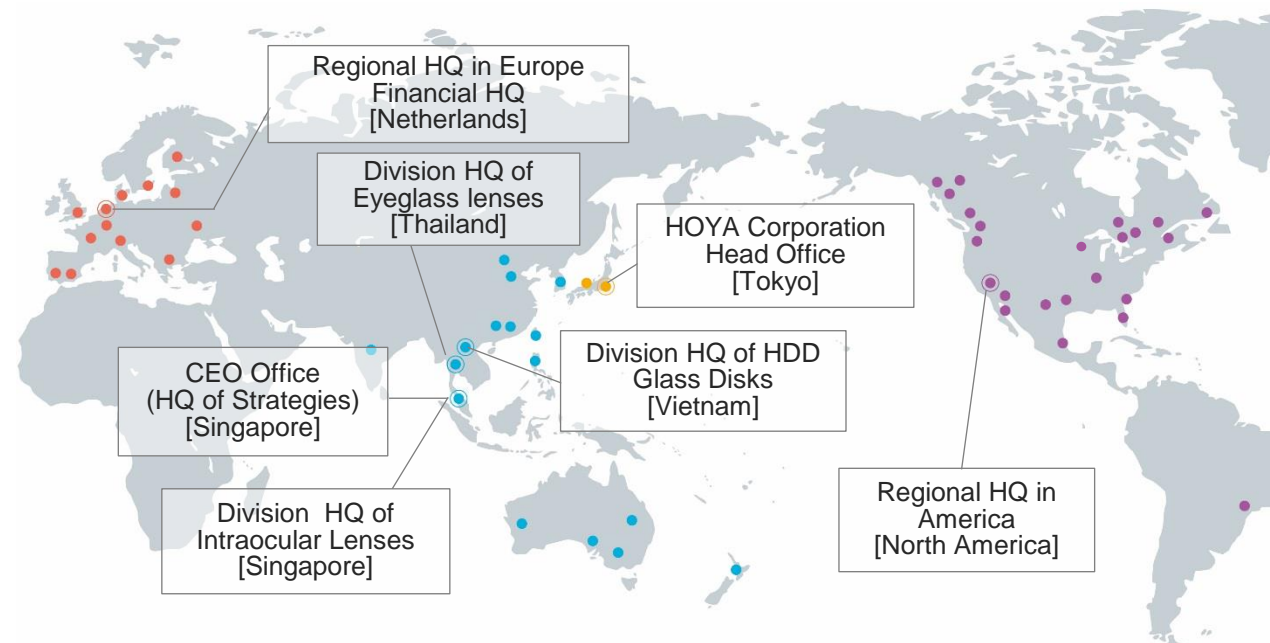 Regional HQ in Europe
Financial HQ
[Netherlands]
Division HQ of
Eyeglass lenses
[Thailand]
HOYA Corporation
Head Office
[Tokyo]
CEO Office
(HQ of Strategies)
[Singapore]
Division HQ of HDD
Glass Disks
[Vietnam]
Division HQ of
Intraocular Lenses
[Singapore]
Regional HQ in
America
[North America]